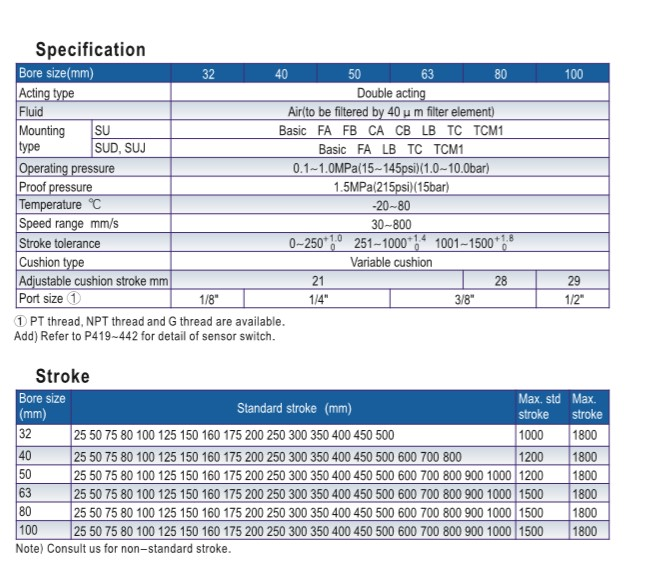 Specification
Bore size(mm) 32 40 50 63 80 100
Acting type Double acting
Fluid Air(to be filtered by 40 μ m filter element)
Mounting type SU Basic FA FB CA CB LB TC TCM1
SUD, SUJ Basic FA LB TC TCM1
Operating pressure 0.1~1.0MPa(15~145psi)(1.0~10.0bar)
Proof pressure 1.5MPa(215psi)(15bar)
Temperature ℃ -20~80
Speed range mm/s 30~800
Stroke tolerance 0~250+1.0 0 251~1000+1.4 0 1001~1500+1.8 0
Cushion type Variable cushion
Adjustable cushion stroke mm 21 28 29
Port size ① 1/8" 1/4" 3/8" 1/2"
① PT thread, NPT thread and G thread are available.
Add) Refer to P419~442 for detail of sensor switch.
Stroke
Bore size (mm) Standard stroke (mm) Max. std stroke Max. stroke
32 25 50 75 80 100 125 150 160 175 200 250 300 350 400 450 500 1000 1800
40 25 50 75 80 100 125 150 160 175 200 250 300 350 400 450 500 600 700 800 1200 1800
50 25 50 75 80 100 125 150 160 175 200 250 300 350 400 450 500 600 700 800 900 1000 1200 1800
63 25 50 75 80 100 125 150 160 175 200 250 300 350 400 450 500 600 700 800 900 1000 1500 1800
80 25 50 75 80 100 125 150 160 175 200 250 300 350 400 450 500 600 700 800 900 1000 1500 1800
100 25 50 75 80 100 125 150 160 175 200 250 300 350 400 450 500 600 700 800 900 1000 1500 1800
Note) Consult us for non-standard stroke.